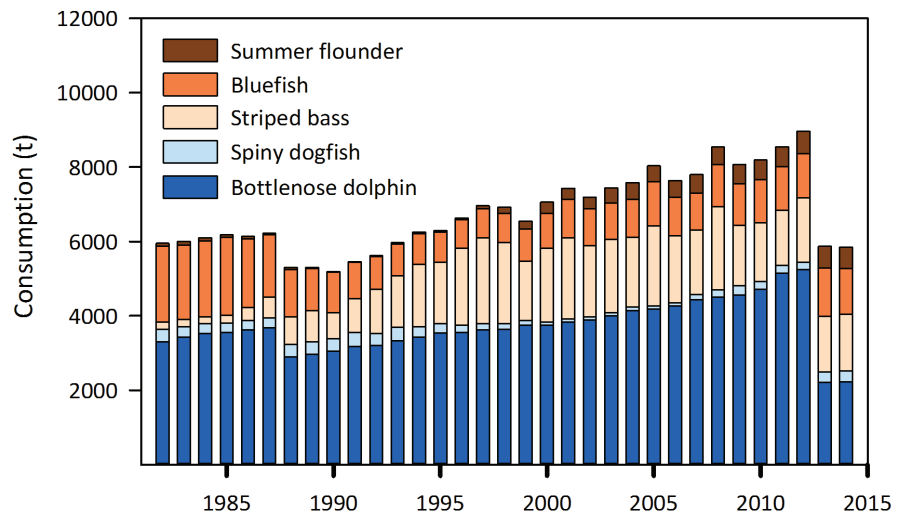 12000
10000
8000
6000
4000
2000
Consumption (t)
Summer flounder
Bluefish
Striped bass
Spiny dogfish
Bottlenose dolphin
1985
1990
1995
2000
2005
2010
2015